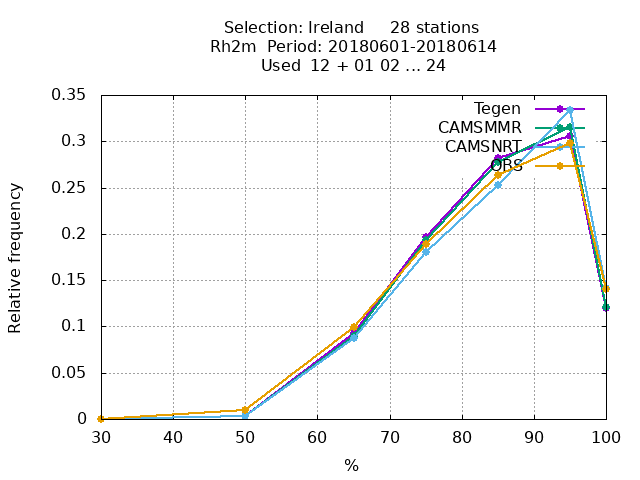 Selection: Ireland 28 stations
Rh2m Period: 20180601-20180614
Used 12 + 01 02 ... 24
0.35
0.3
0.25
0.2
0.15
0.1
0.05
0
Relative frequency
Tegen
CAMSMMR
CAMSNRT
OBS
30 40 50 60 70 80 90 100
%